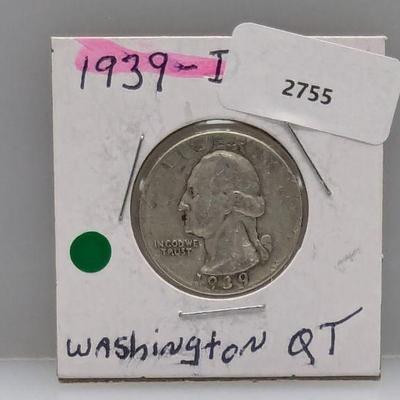 1939-I
2755
LIBERTY
IN GOD WE
TRUST
1939
Washington QT